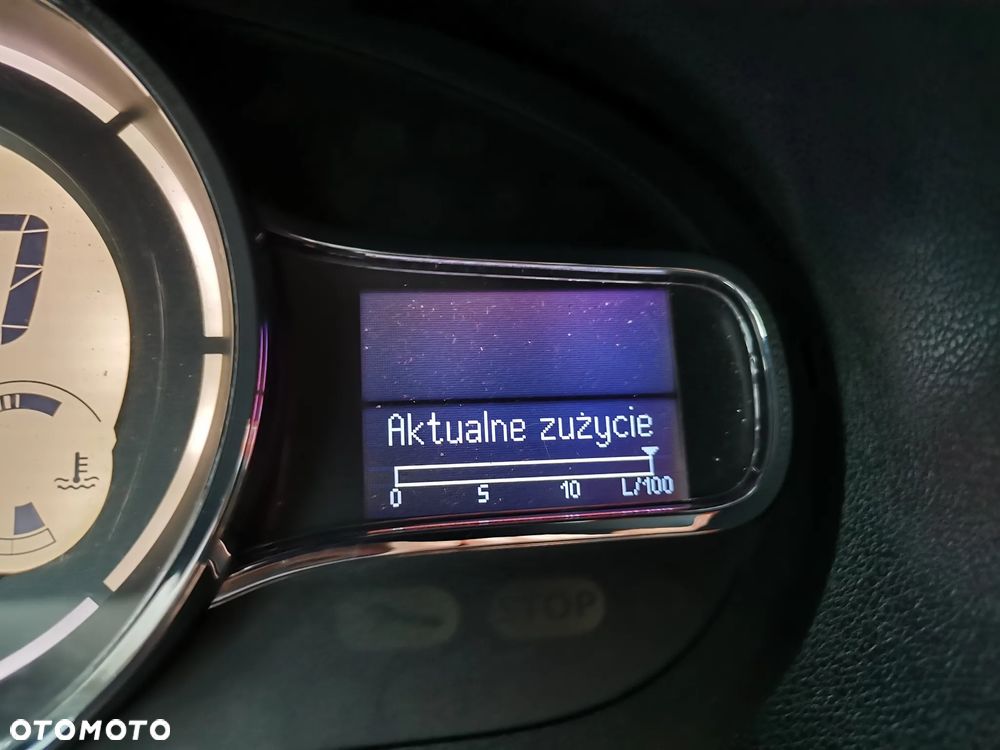 Aktualne zużycie
0 5 10 L/100
STOP
OTOMOTO